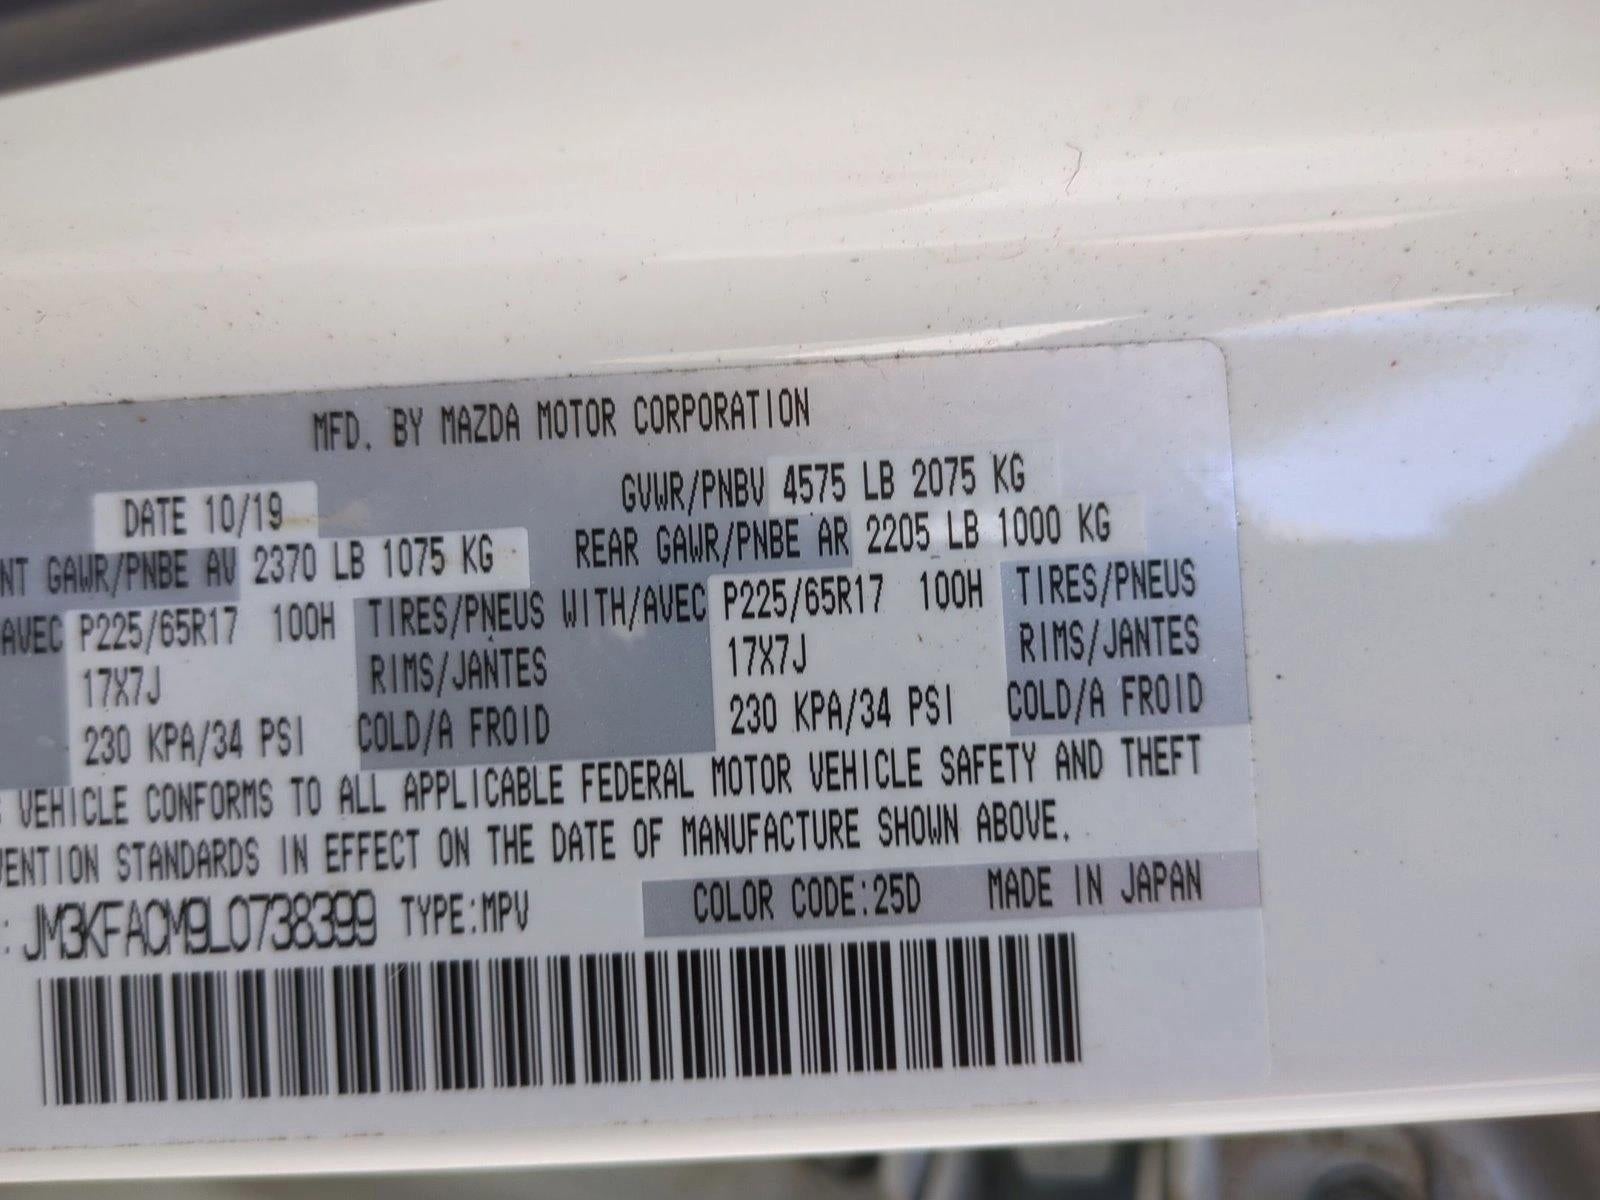 MFD. BY MAZDA MOTOR CORPORATION
DATE 10/19 GVWR/PNBV 4575 LB 2075 KG
NT GAWR/PNBE AV 2370 LB 1075 KG REAR GAWR/PNBE AR 2205 LB 1000 KG
AVEC P225/65R17 100H TIRES/PNEUS WITH/AVEC P225/65R17 100H TIRES/PNEUS
17X7J RIMS/JANTES 17X7J RIMS/JANTES
230 KPA/34 PSI COLD/A FROID 230 KPA/34 PSI COLD/A FROID
S VEHICLE CONFORMS TO ALL APPLICABLE FEDERAL MOTOR VEHICLE SAFETY AND THEFT
VENTION STANDARDS IN EFFECT ON THE DATE OF MANUFACTURE SHOWN ABOVE.
: JM3KFACM9L0738399 TYPE:MPV COLOR CODE:25D MADE IN JAPAN